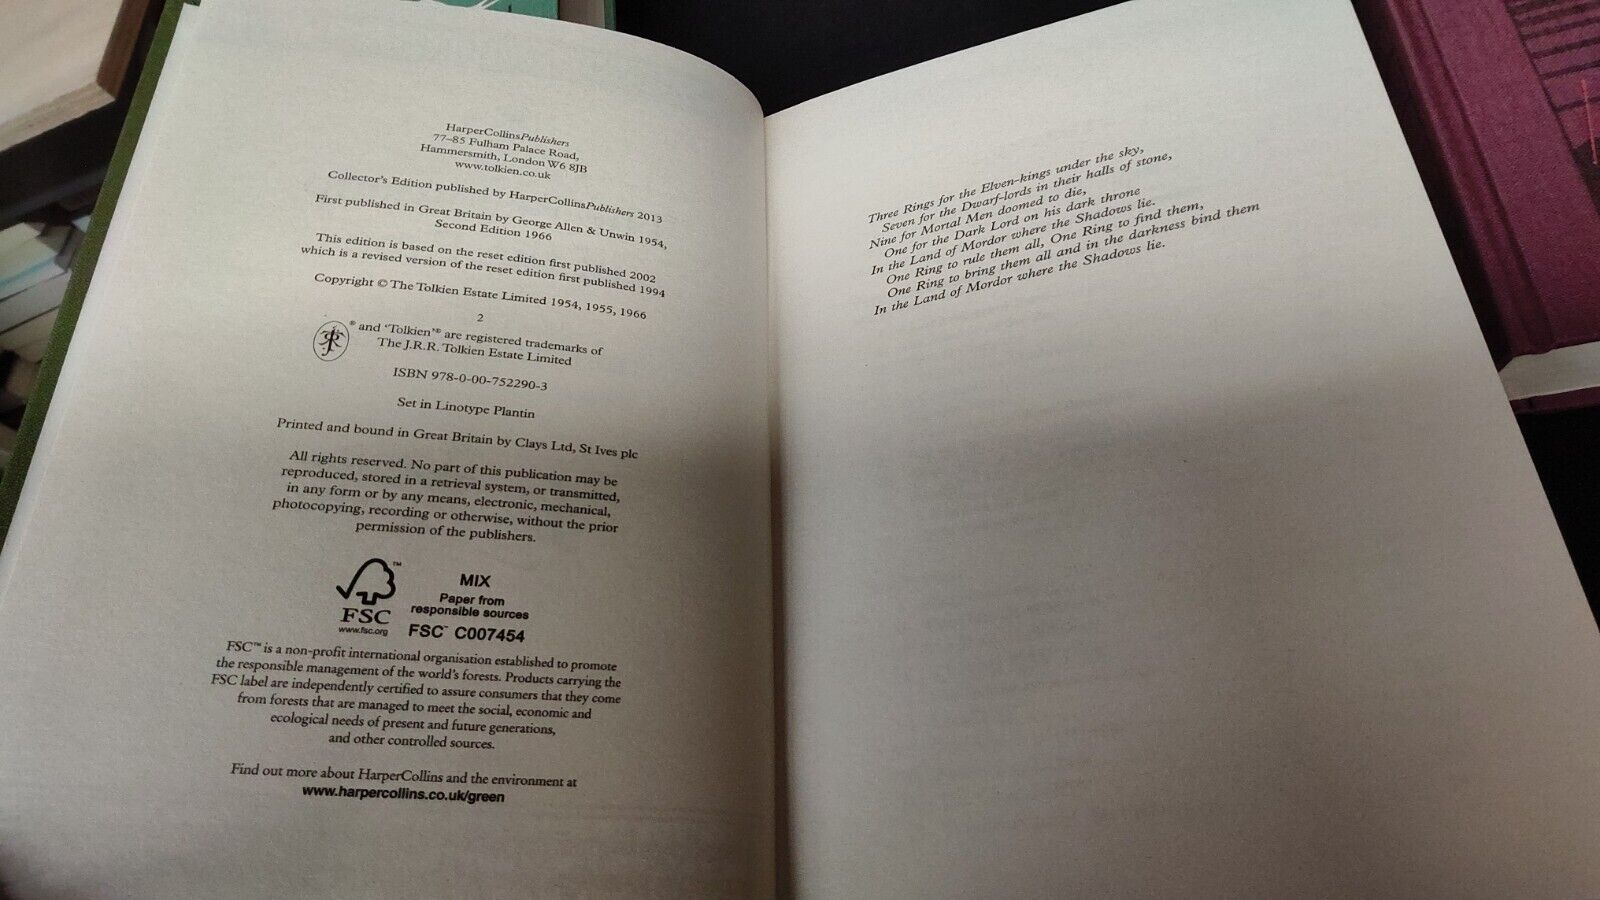 HarperCollinsPublishers
77–85 Fulham Palace Road,
Hammersmith, London W6 8JB
www.tolkien.co.uk
Collector's Edition published by HarperCollinsPublishers 2013
First published in Great Britain by George Allen & Unwin 1954,
Second Edition 1966
This edition is based on the reset edition first published 2002
which is a revised version of the reset edition first published 1994
Copyright © The Tolkien Estate Limited 1954, 1955, 1966
2
® and 'Tolkien'® are registered trademarks of
The J.R.R. Tolkien Estate Limited
ISBN 978-0-00-752290-3
Set in Linotype Plantin
Printed and bound in Great Britain by Clays Ltd, St Ives plc
All rights reserved. No part of this publication may be
reproduced, stored in a retrieval system, or transmitted,
in any form or by any means, electronic, mechanical,
photocopying, recording or otherwise, without the prior
permission of the publishers.
FSC™
www.fsc.org
MIX
Paper from
responsible sources
FSC™ C007454
FSC™ is a non-profit international organisation established to promote
the responsible management of the world's forests. Products carrying the
FSC label are independently certified to assure consumers that they come
from forests that are managed to meet the social, economic and
ecological needs of present and future generations,
and other controlled sources.
Find out more about HarperCollins and the environment at
www.harpercollins.co.uk/green
Three Rings for the Elven-kings under the sky,
Seven for the Dwarf-lords in their halls of stone,
Nine for Mortal Men doomed to die,
One for the Dark Lord on his dark throne
In the Land of Mordor where the Shadows lie.
One Ring to rule them all, One Ring to find them,
One Ring to bring them all and in the darkness bind them
In the Land of Mordor where the Shadows lie.